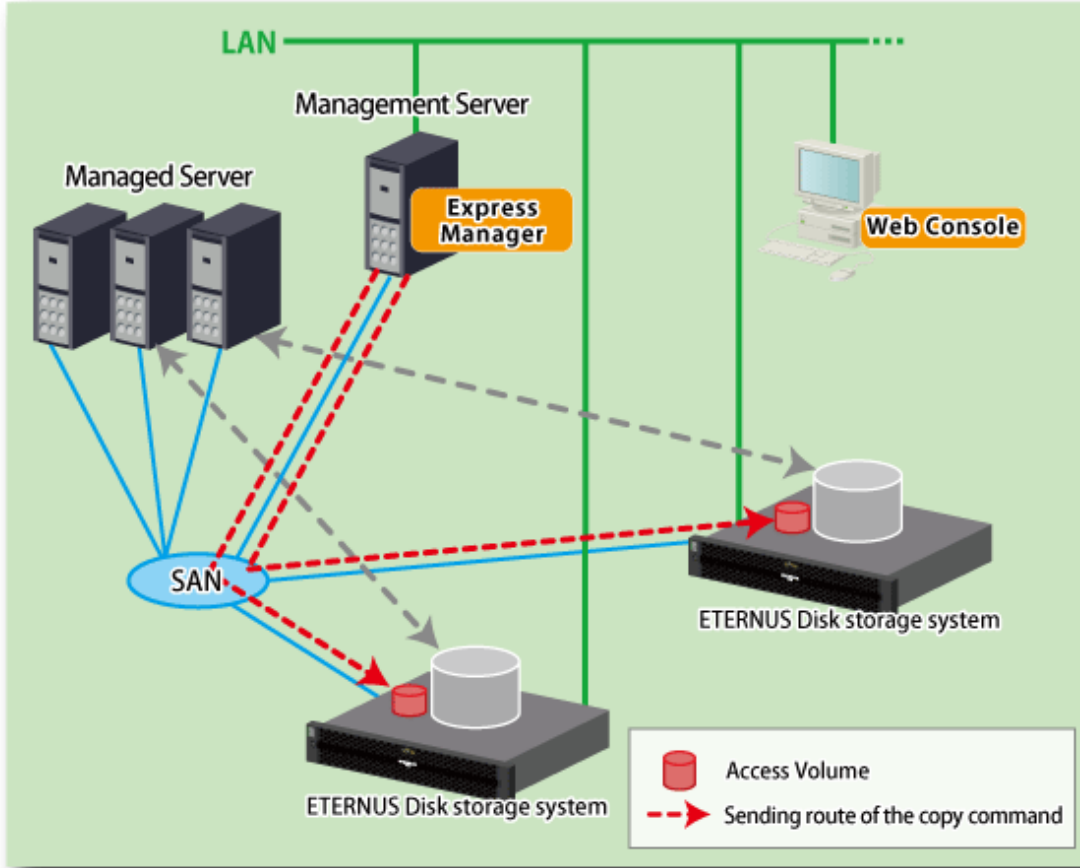 LAN
Management Server
Managed Server
Express
Manager
Web Console
SAN
ETERNUS Disk storage system
ETERNUS Disk storage system
Access Volume
Sending route of the copy command